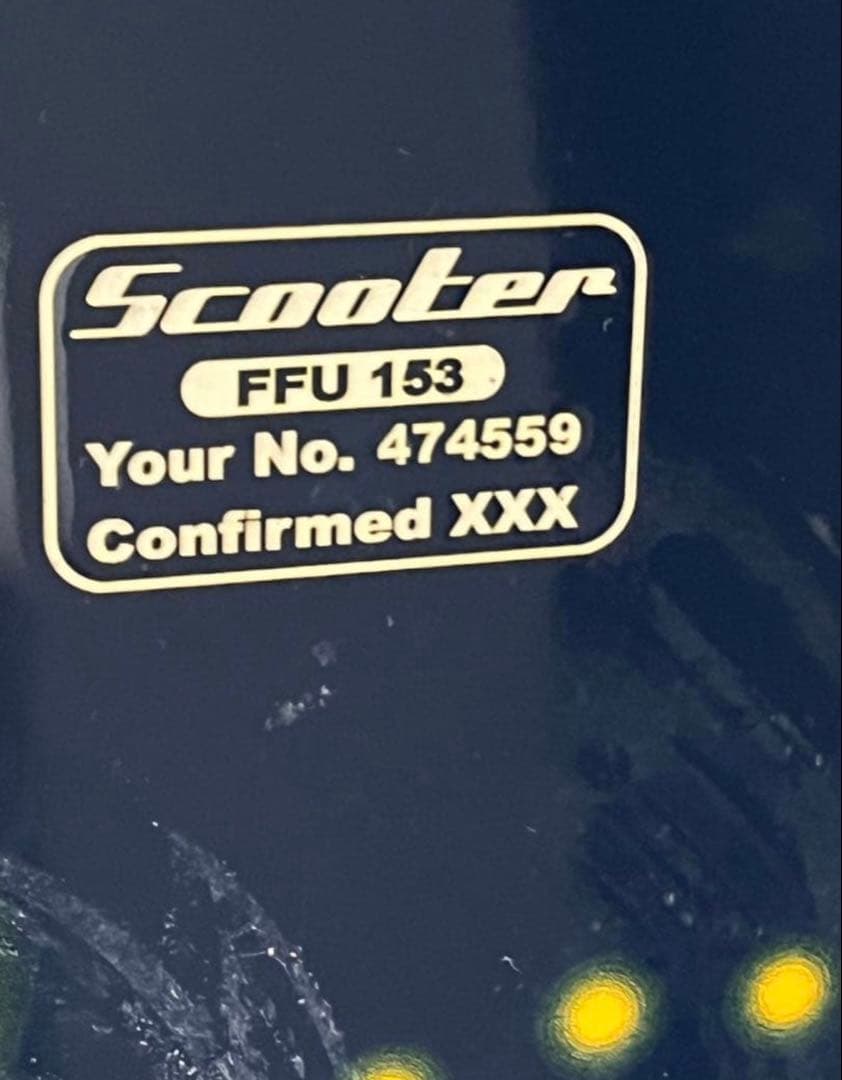 Scooter
FFU 153
Your No. 474559
Confirmed XXX